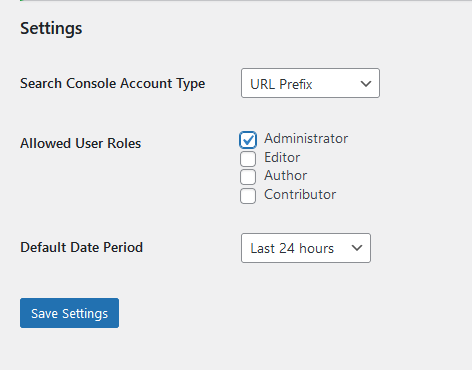 Settings
Search Console Account Type URL Prefix
Allowed User Roles Administrator
Editor
Author
Contributor
Default Date Period Last 24 hours
Save Settings